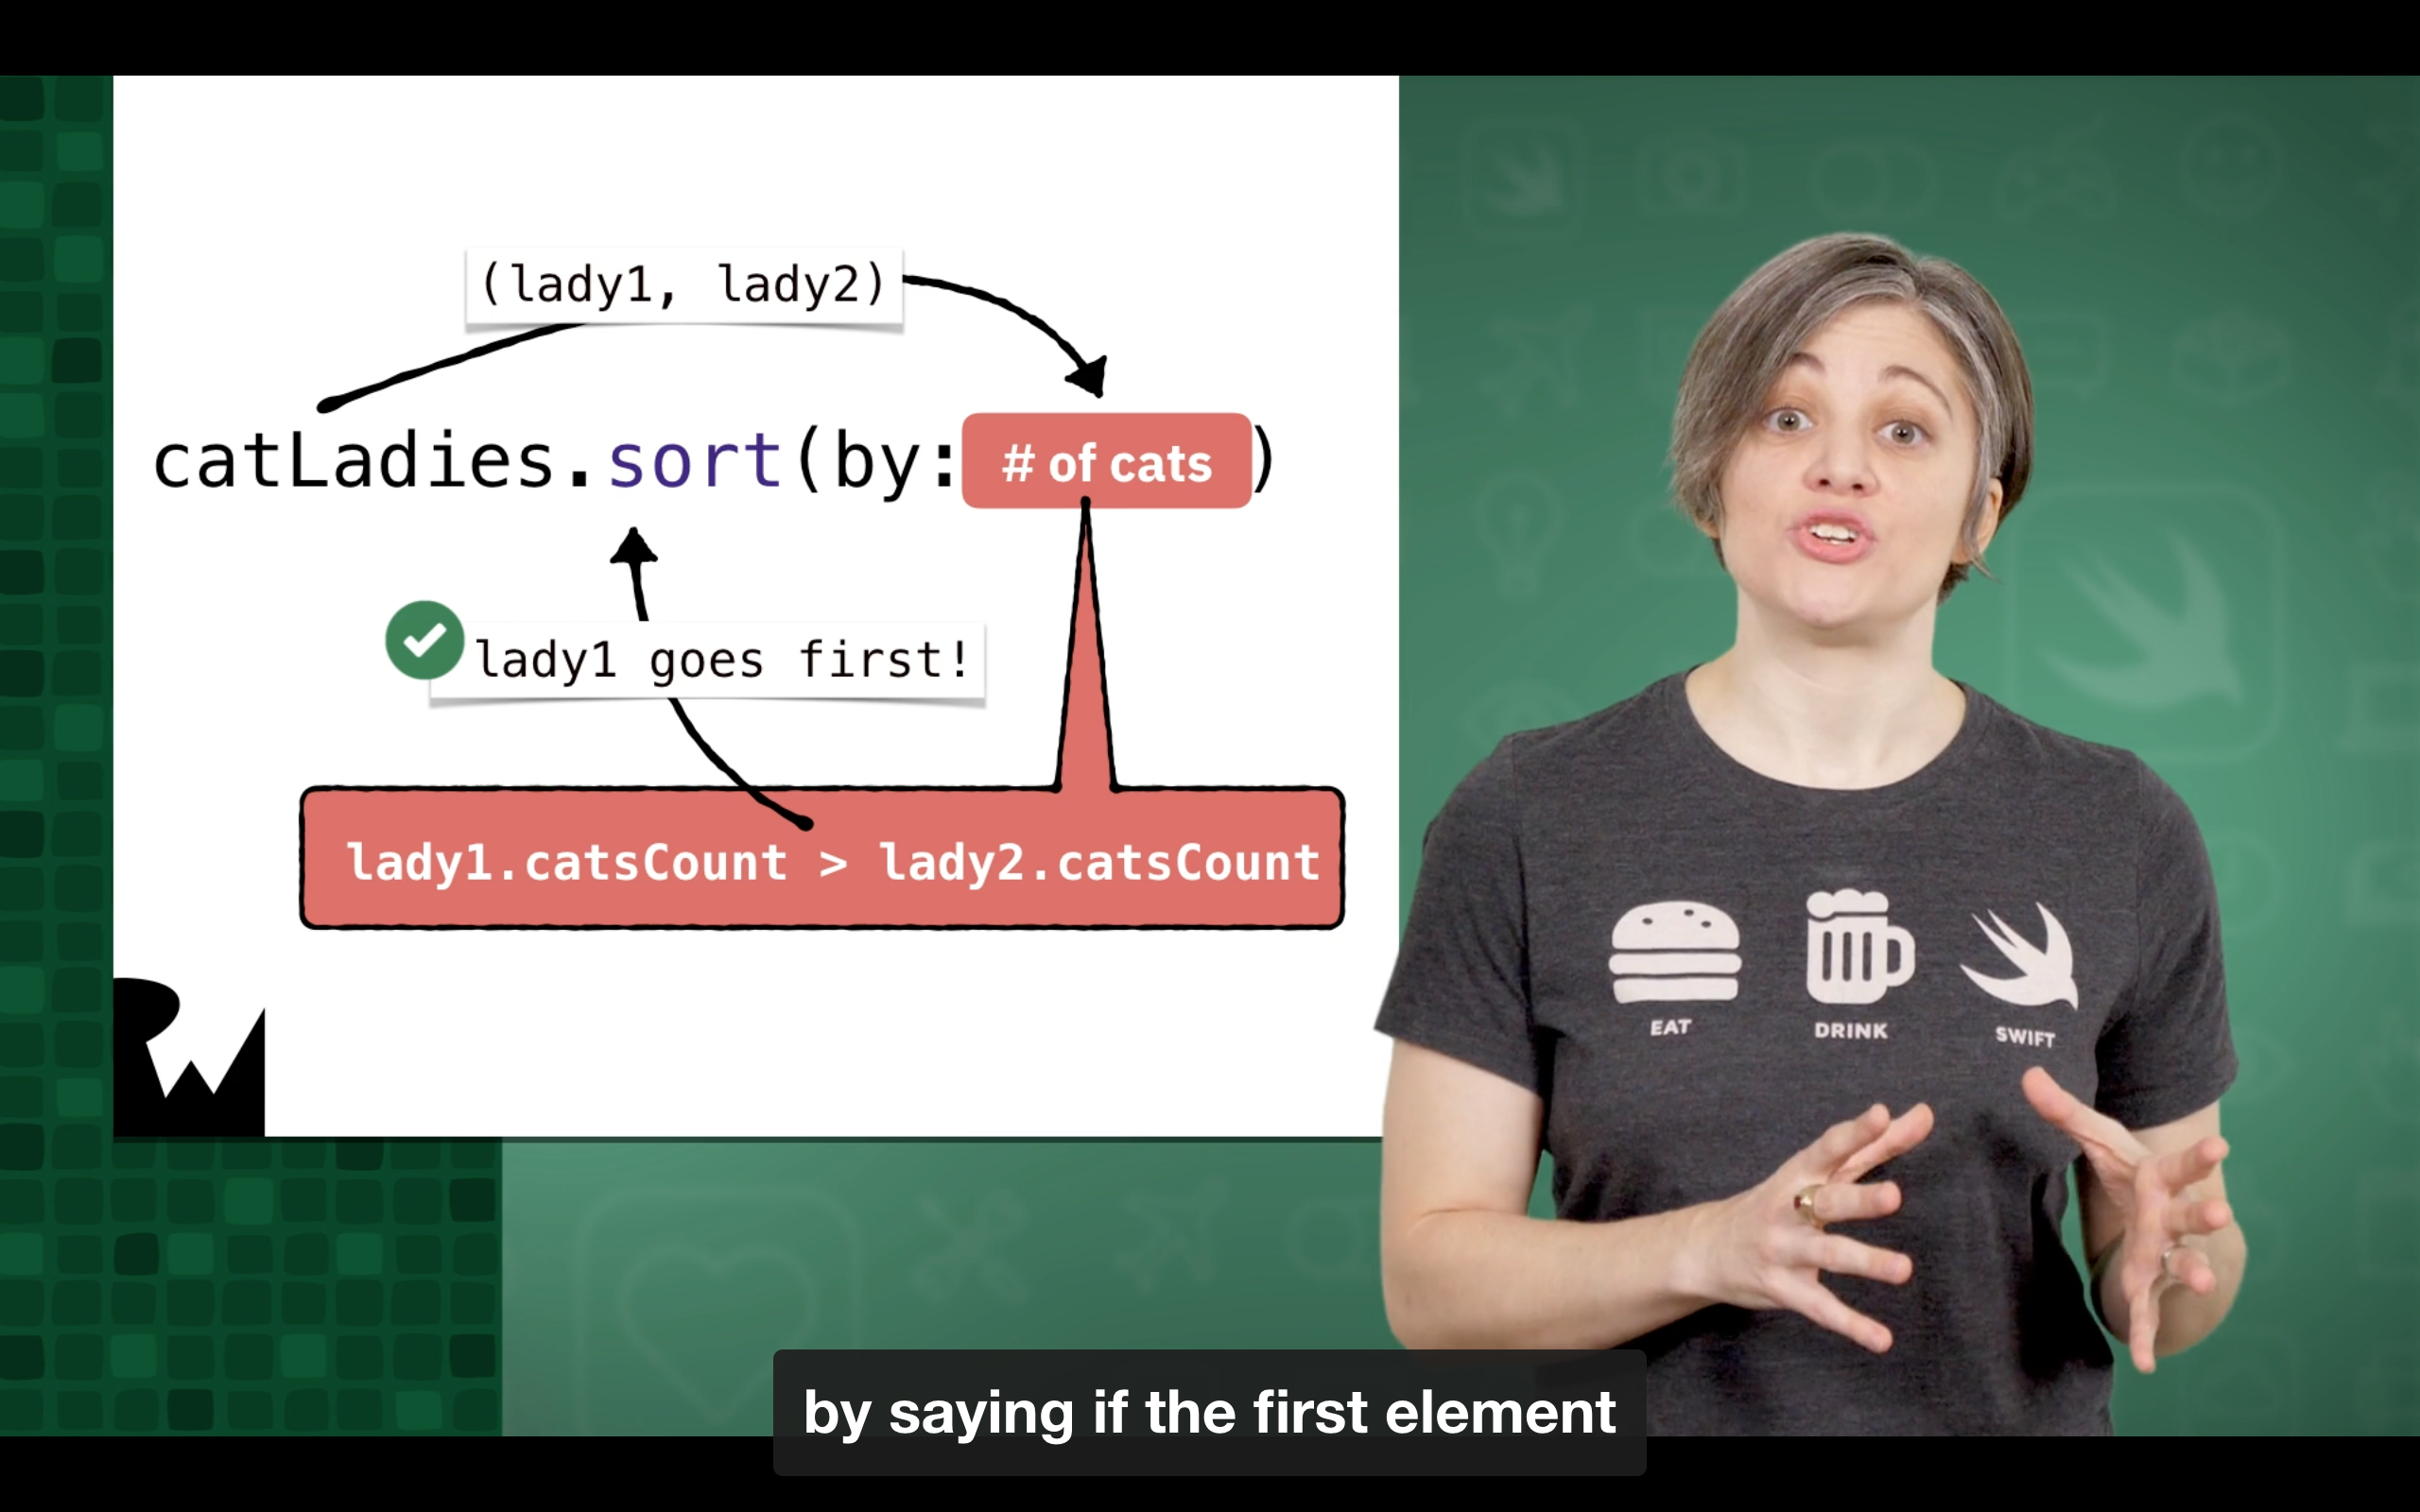 (lady1, lady2)
catLadies.sort(by: # of cats )
lady1 goes first!
lady1.catsCount > lady2.catsCount
EAT DRINK SWIFT
by saying if the first element